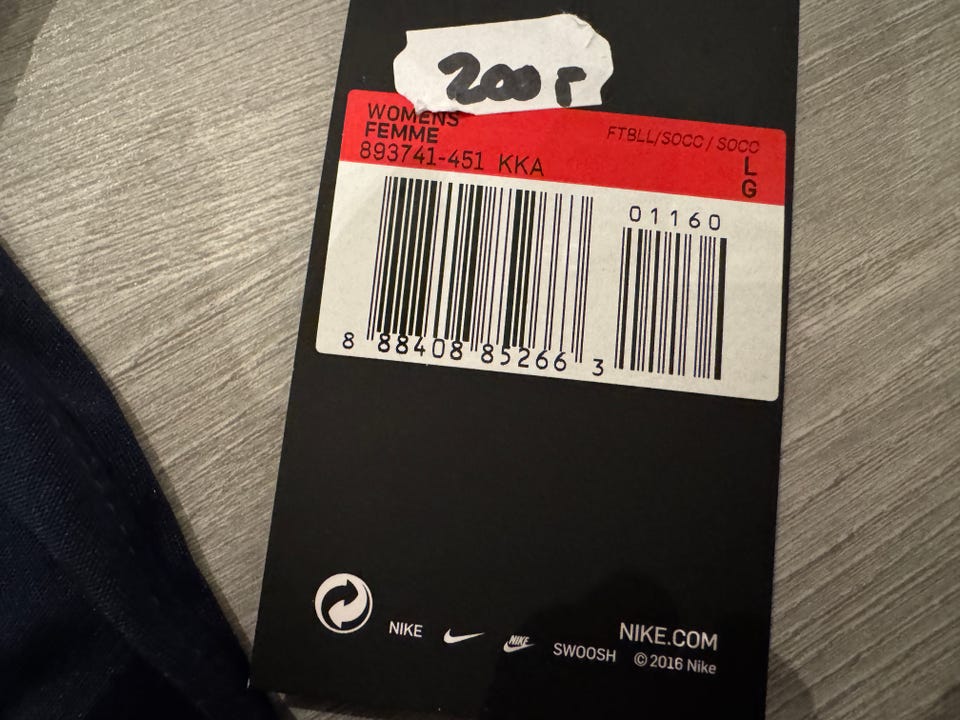 200 г
WOMENS
FEMME
FTBLL/SOCC / SOCC
893741-451 KKA
L
G
01160
8 88408 85266 3
NIKE
NIKE
SWOOSH
NIKE.COM
© 2016 Nike